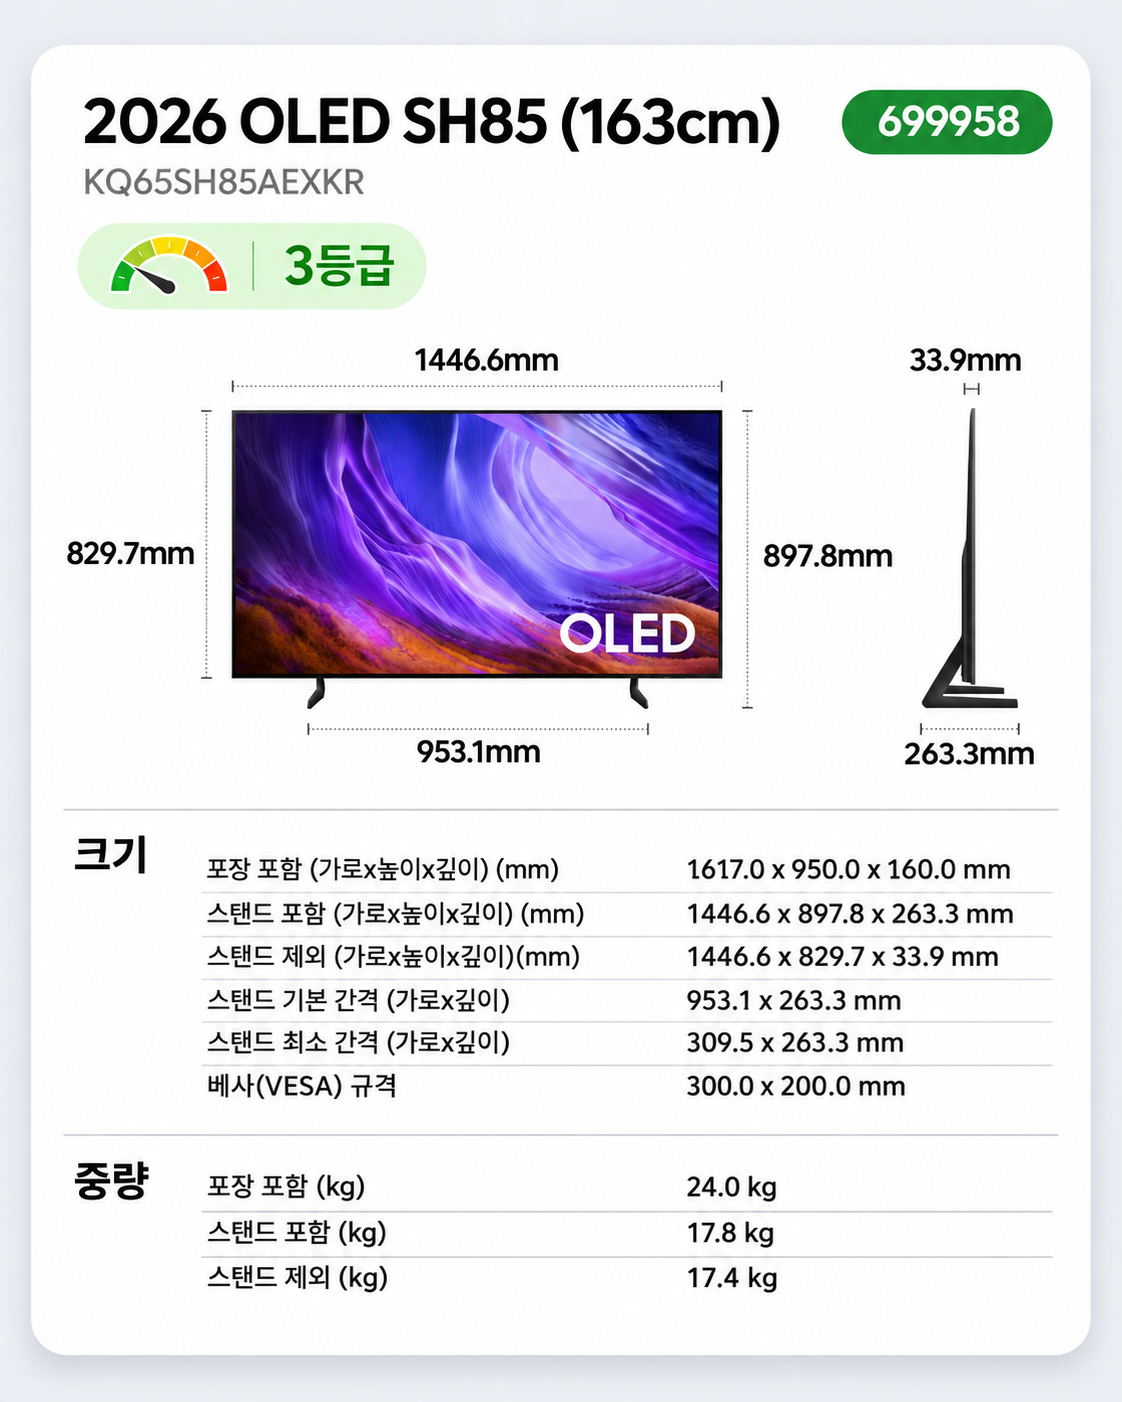 2026 OLED SH85 (163cm)
699958
KQ65SH85AEXKR
3등급
1446.6mm
33.9mm
829.7mm
897.8mm
OLED
953.1mm
263.3mm
크기
포장 포함 (가로x높이x깊이) (mm) 1617.0 x 950.0 x 160.0 mm
스탠드 포함 (가로x높이x깊이) (mm) 1446.6 x 897.8 x 263.3 mm
스탠드 제외 (가로x높이x깊이)(mm) 1446.6 x 829.7 x 33.9 mm
스탠드 기본 간격 (가로x깊이) 953.1 x 263.3 mm
스탠드 최소 간격 (가로x깊이) 309.5 x 263.3 mm
베사(VESA) 규격 300.0 x 200.0 mm
중량
포장 포함 (kg) 24.0 kg
스탠드 포함 (kg) 17.8 kg
스탠드 제외 (kg) 17.4 kg